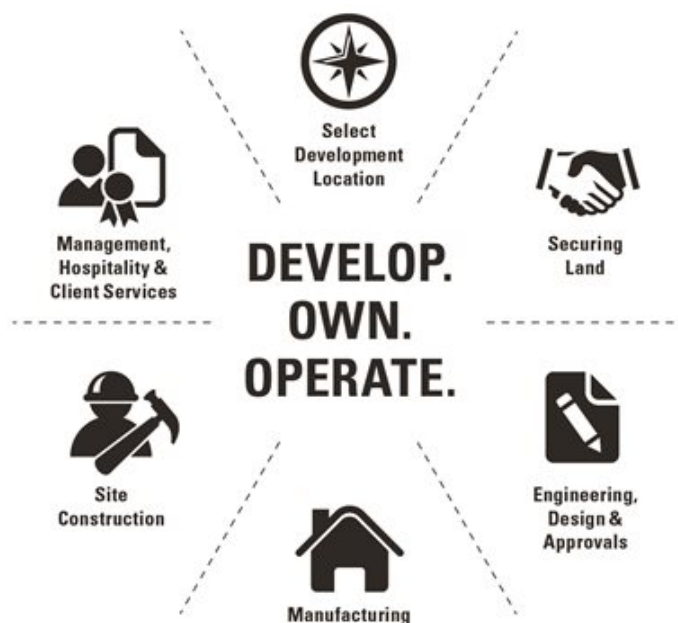 Select
Development
Location
Securing
Land
Engineering,
Design &
Approvals
Manufacturing
Site
Construction
Management,
Hospitality &
Client Services
DEVELOP.
OWN.
OPERATE.